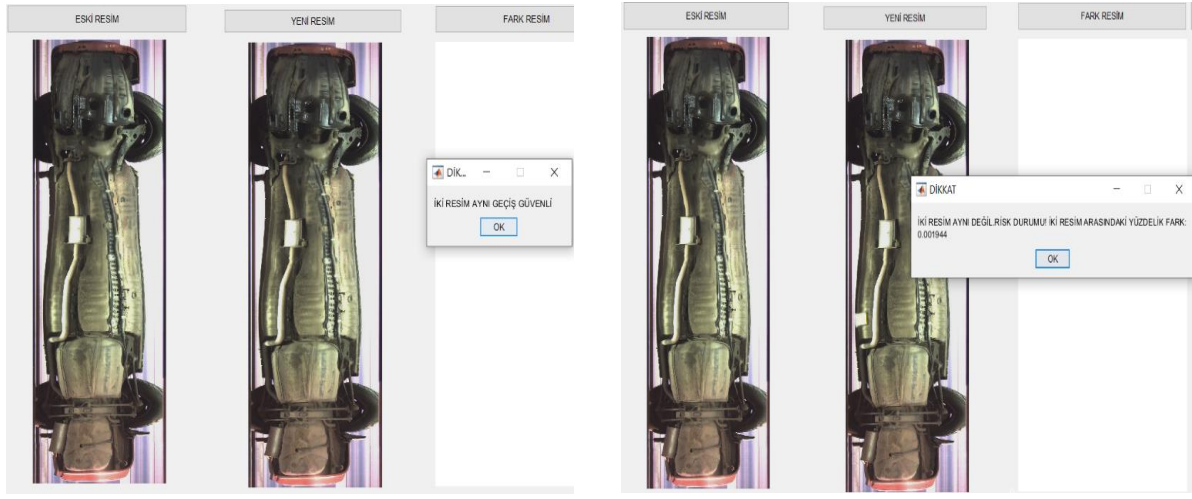 ESKİ RESİM
YENİ RESİM
FARK RESİM
DİK...
İKİ RESİM AYNI GEÇİŞ GÜVENLİ
OK
ESKİ RESİM
YENİ RESİM
FARK RESİM
DİKKAT
İKİ RESİM AYNI DEĞİL.RİSK DURUMU! İKİ RESİM ARASINDAKİ YÜZDELİK FARK:
0.001944
OK